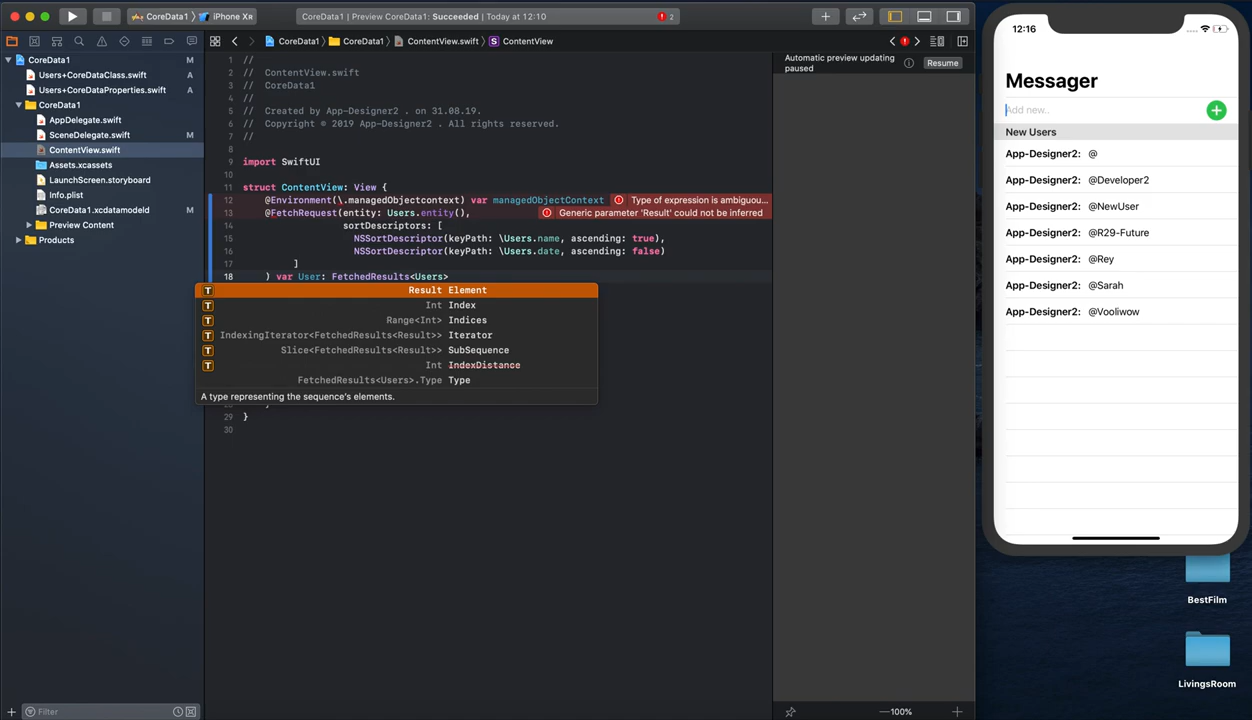 CoreData1 〉 iPhone Xʀ
CoreData1 | Preview CoreData1: Succeeded | Today at 12:10
2
CoreData1 〉 CoreData1 〉 ContentView.swift 〉 S ContentView
CoreData1 M
Users+CoreDataClass.swift A
Users+CoreDataProperties.swift A
CoreData1
AppDelegate.swift
SceneDelegate.swift M
ContentView.swift
Assets.xcassets
LaunchScreen.storyboard
Info.plist
CoreData1.xcdatamodeld M
Preview Content
Products
Filter
1 //
2 // ContentView.swift
3 // CoreData1
4 //
5 // Created by App-Designer2 . on 31.08.19.
6 // Copyright © 2019 App-Designer2 . All rights reserved.
7 //
8
9 import SwiftUI
10
11 struct ContentView: View {
12 @Environment(\.managedObjectcontext) var managedObjectContext Type of expression is ambiguou...
13 @FetchRequest(entity: Users.entity(), Generic parameter 'Result' could not be inferred
14 sortDescriptors: [
15 NSSortDescriptor(keyPath: \Users.name, ascending: true),
16 NSSortDescriptor(keyPath: \Users.date, ascending: false)
17 ]
18 ) var User: FetchedResults<Users>
T Result Element
T Int Index
T Range<Int> Indices
T IndexingIterator<FetchedResults<Result>> Iterator
T Slice<FetchedResults<Result>> SubSequence
T Int IndexDistance
FetchedResults<Users>.Type Type
A type representing the sequence's elements.
29 }
30
Automatic preview updating
paused
Resume
100%
12:16
Messager
Add new..
New Users
App-Designer2: @
App-Designer2: @Developer2
App-Designer2: @NewUser
App-Designer2: @R29-Future
App-Designer2: @Rey
App-Designer2: @Sarah
App-Designer2: @Vooliwow
BestFilm
LivingsRoom